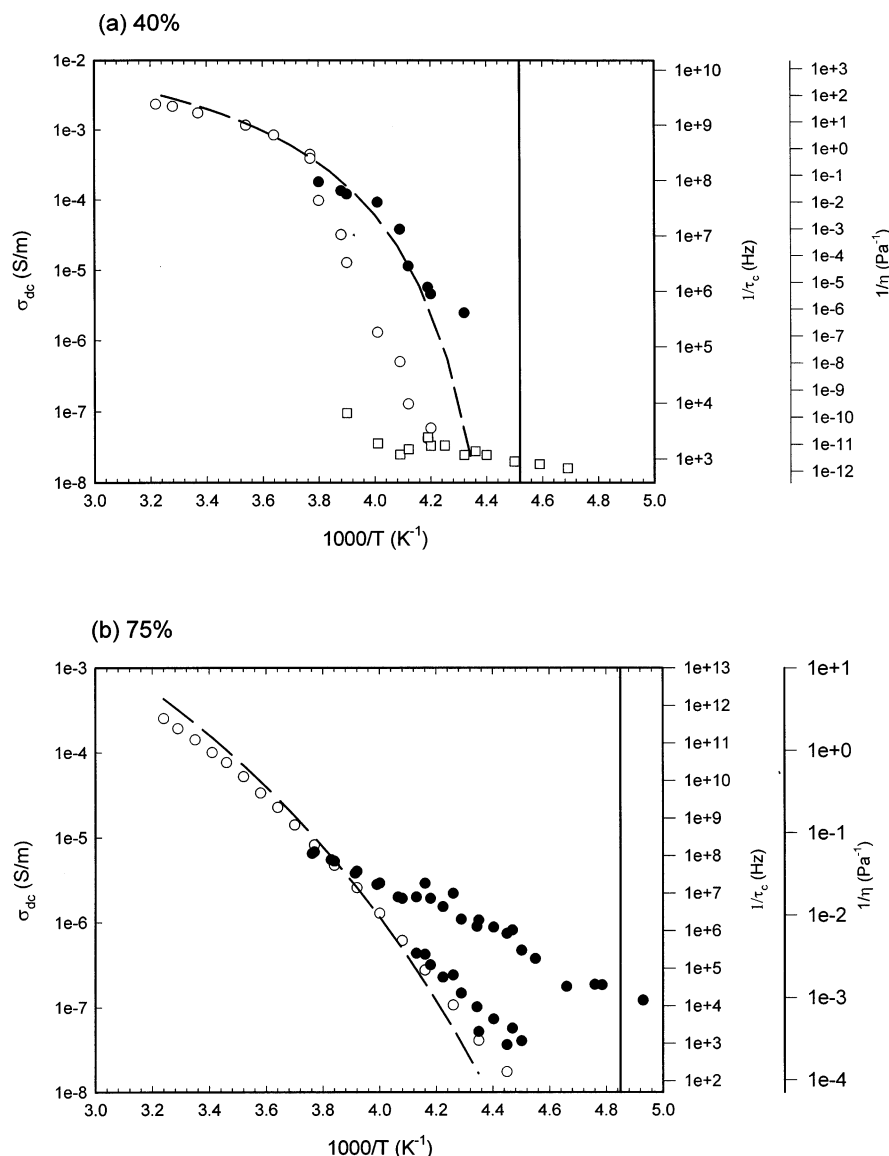 (a) 40%
1e-2
1e-3
1e-4
1e-5
1e-6
1e-7
1e-8
σdc (S/m)
3.0 3.2 3.4 3.6 3.8 4.0 4.2 4.4 4.6 4.8 5.0
1000/T (K⁻¹)
1e+10
1e+9
1e+8
1e+7
1e+6
1e+5
1e+4
1e+3
1/τc (Hz)
1e+3
1e+2
1e+1
1e+0
1e-1
1e-2
1e-3
1e-4
1e-5
1e-6
1e-7
1e-8
1e-9
1e-10
1e-11
1e-12
1/η (Pa⁻¹)
(b) 75%
1e-3
1e-4
1e-5
1e-6
1e-7
1e-8
σdc (S/m)
3.0 3.2 3.4 3.6 3.8 4.0 4.2 4.4 4.6 4.8 5.0
1000/T (K⁻¹)
1e+13
1e+12
1e+11
1e+10
1e+9
1e+8
1e+7
1e+6
1e+5
1e+4
1e+3
1e+2
1/τc (Hz)
1e+1
1e+0
1e-1
1e-2
1e-3
1e-4
1/η (Pa⁻¹)